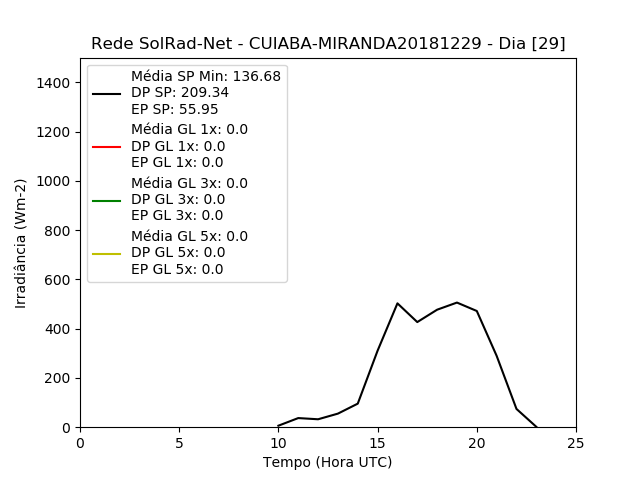 Rede SolRad-Net - CUIABA-MIRANDA20181229 - Dia [29]
Média SP Min: 136.68
DP SP: 209.34
EP SP: 55.95
Média GL 1x: 0.0
DP GL 1x: 0.0
EP GL 1x: 0.0
Média GL 3x: 0.0
DP GL 3x: 0.0
EP GL 3x: 0.0
Média GL 5x: 0.0
DP GL 5x: 0.0
EP GL 5x: 0.0
Irradiância (Wm-2)
1400
1200
1000
800
600
400
200
0
0 5 10 15 20 25
Tempo (Hora UTC)